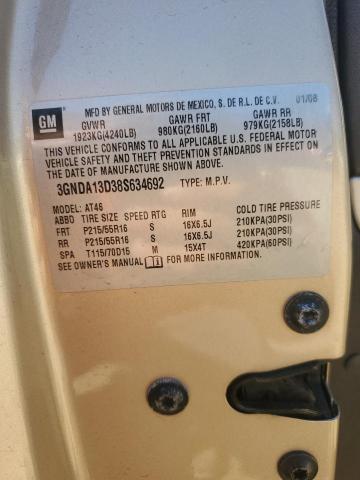 GM
MFD BY GENERAL MOTORS DE MEXICO, S. DE R.L. DE C.V. 01/08
GVWR GAWR FRT GAWR RR
1923KG(4240LB) 980KG(2160LB) 979KG(2158LB)
THIS VEHICLE CONFORMS TO ALL APPLICABLE U.S. FEDERAL MOTOR
VEHICLE SAFETY AND THEFT PREVENTION STANDARDS IN EFFECT ON
THE DATE OF MANUFACTURE SHOWN ABOVE.
3GNDA13D38S634692 TYPE: M.P.V.
MODEL: AT46
ABBD TIRE SIZE SPEED RTG RIM COLD TIRE PRESSURE
FRT P215/55R16 S 16X6.5J 210KPA(30PSI)
RR P215/55R16 S 16X6.5J 210KPA(30PSI)
SPA T115/70D15 M 15X4T 420KPA(60PSI)
SEE OWNER'S MANUAL FOR ADDITIONAL INFORMATION